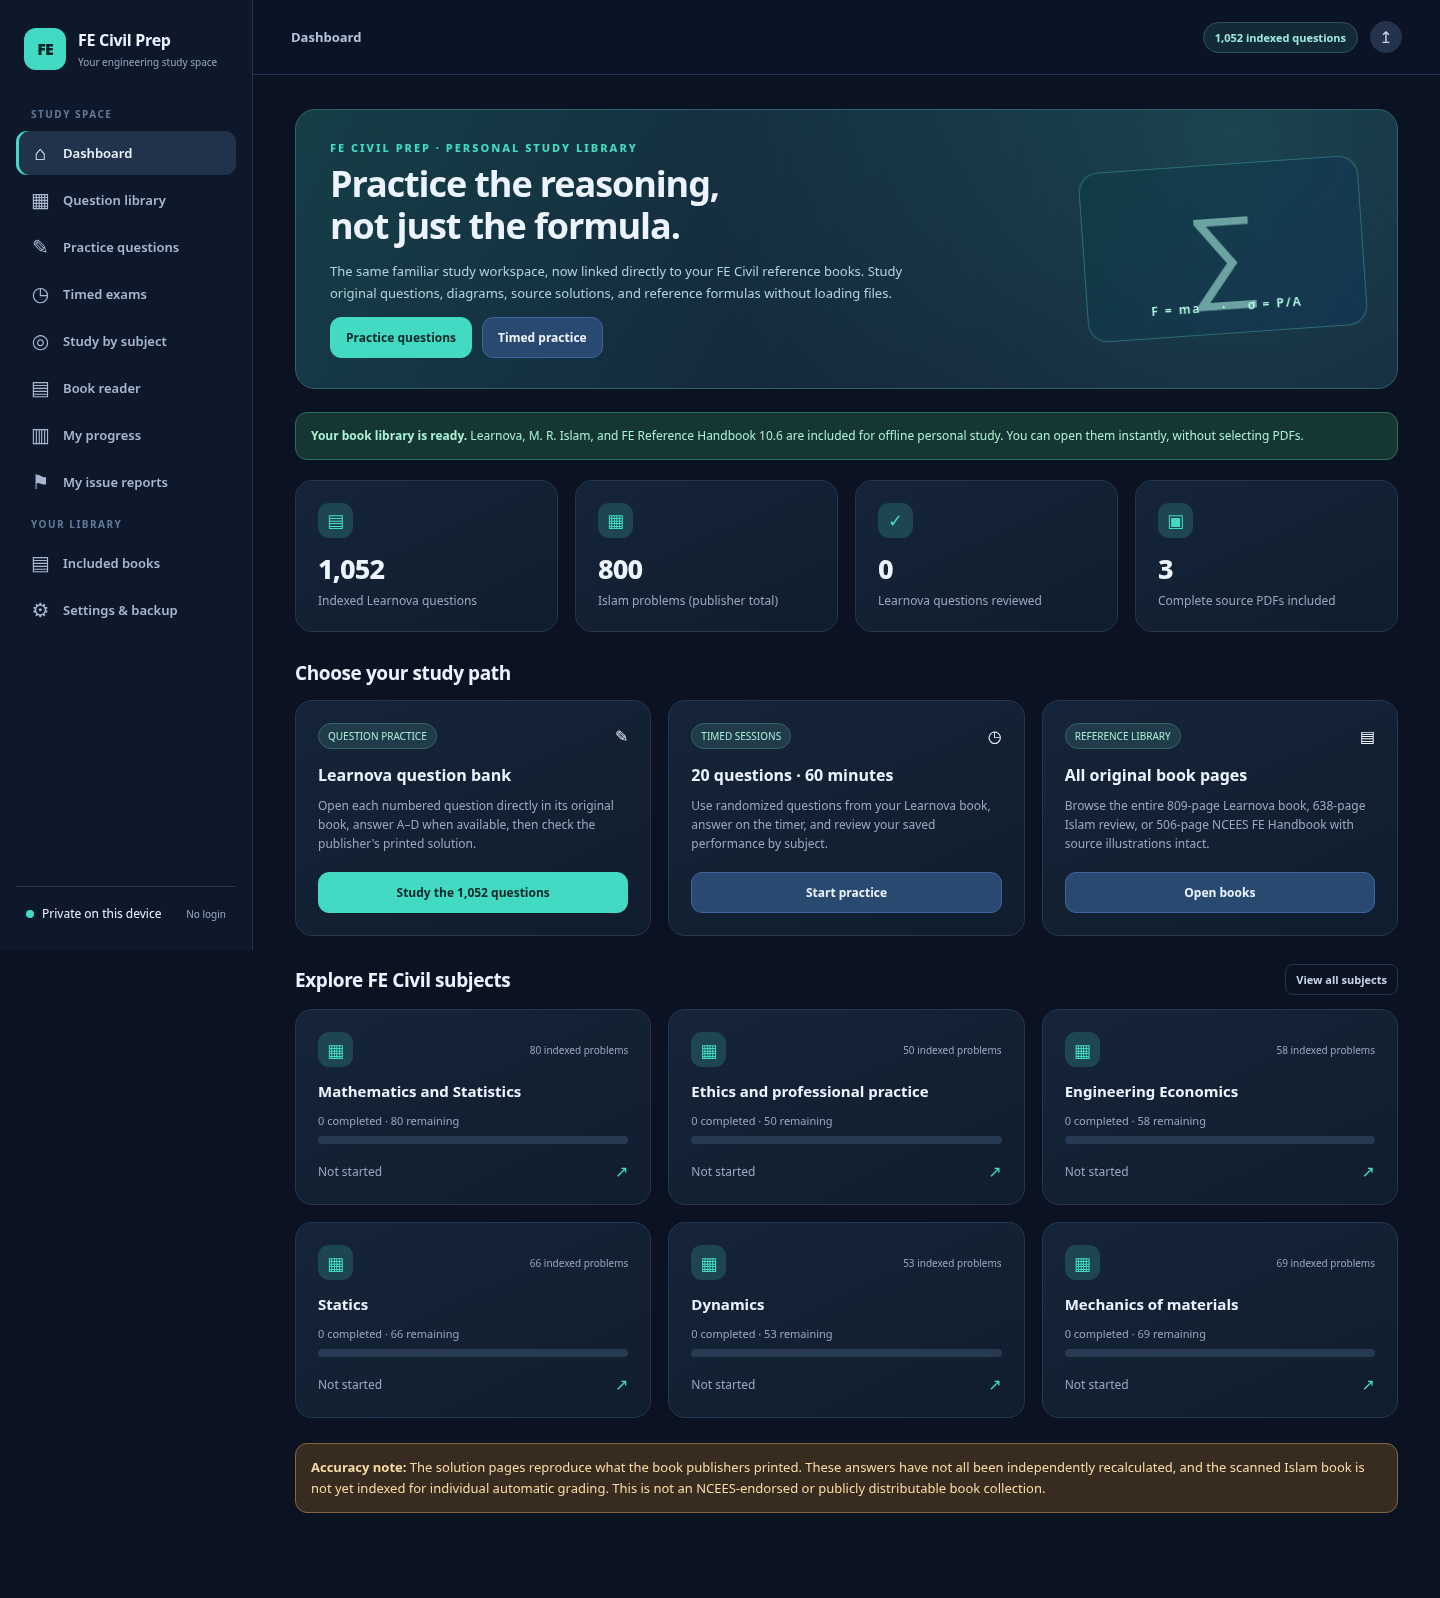 FE
FE Civil Prep
Your engineering study space
STUDY SPACE
Dashboard
Question library
Practice questions
Timed exams
Study by subject
Book reader
My progress
My issue reports
YOUR LIBRARY
Included books
Settings & backup
Private on this device
No login
Dashboard
1,052 indexed questions
FE CIVIL PREP · PERSONAL STUDY LIBRARY
Practice the reasoning,
not just the formula.
The same familiar study workspace, now linked directly to your FE Civil reference books. Study
original questions, diagrams, source solutions, and reference formulas without loading files.
Practice questions
Timed practice
∑
F = ma · σ = P/A
Your book library is ready. Learnova, M. R. Islam, and FE Reference Handbook 10.6 are included for offline personal study. You can open them instantly, without selecting PDFs.
1,052
Indexed Learnova questions
800
Islam problems (publisher total)
0
Learnova questions reviewed
3
Complete source PDFs included
Choose your study path
QUESTION PRACTICE
Learnova question bank
Open each numbered question directly in its original
book, answer A–D when available, then check the
publisher's printed solution.
Study the 1,052 questions
TIMED SESSIONS
20 questions · 60 minutes
Use randomized questions from your Learnova book,
answer on the timer, and review your saved
performance by subject.
Start practice
REFERENCE LIBRARY
All original book pages
Browse the entire 809-page Learnova book, 638-page
Islam review, or 506-page NCEES FE Handbook with
source illustrations intact.
Open books
Explore FE Civil subjects
View all subjects
80 indexed problems
Mathematics and Statistics
0 completed · 80 remaining
Not started
50 indexed problems
Ethics and professional practice
0 completed · 50 remaining
Not started
58 indexed problems
Engineering Economics
0 completed · 58 remaining
Not started
66 indexed problems
Statics
0 completed · 66 remaining
Not started
53 indexed problems
Dynamics
0 completed · 53 remaining
Not started
69 indexed problems
Mechanics of materials
0 completed · 69 remaining
Not started
Accuracy note: The solution pages reproduce what the book publishers printed. These answers have not all been independently recalculated, and the scanned Islam book is
not yet indexed for individual automatic grading. This is not an NCEES-endorsed or publicly distributable book collection.